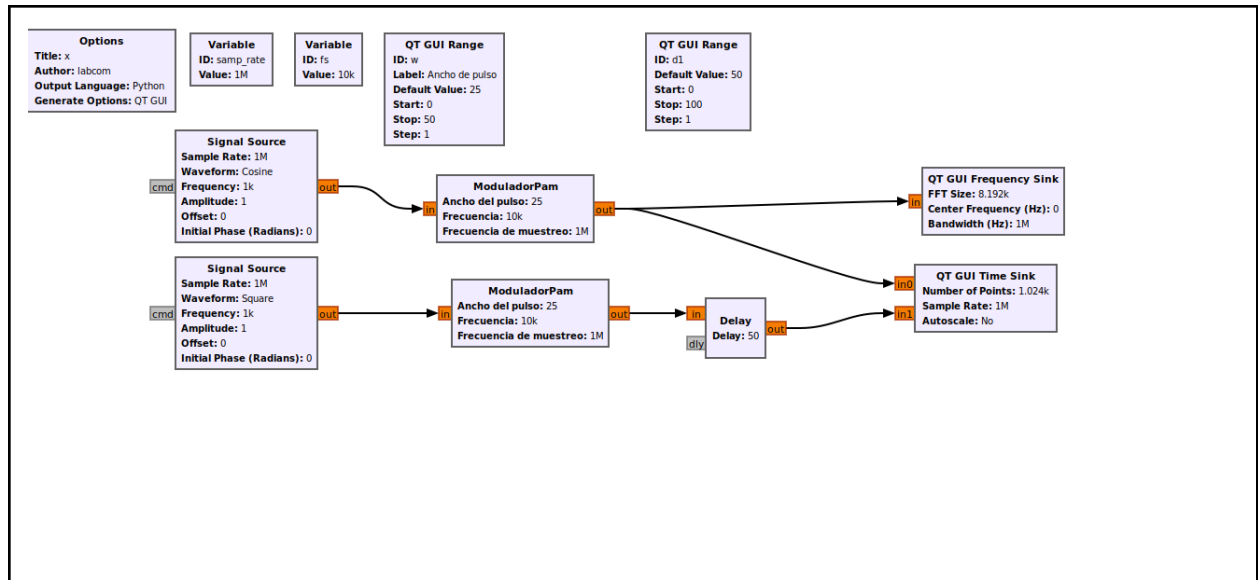 Options
Title: x
Author: labcom
Output Language: Python
Generate Options: QT GUI
Variable
ID: samp_rate
Value: 1M
Variable
ID: fs
Value: 10k
QT GUI Range
ID: w
Label: Ancho de pulso
Default Value: 25
Start: 0
Stop: 50
Step: 1
QT GUI Range
ID: d1
Default Value: 50
Start: 0
Stop: 100
Step: 1
Signal Source
Sample Rate: 1M
Waveform: Cosine
Frequency: 1k
Amplitude: 1
Offset: 0
Initial Phase (Radians): 0
cmd
out
ModuladorPam
Ancho del pulso: 25
Frecuencia: 10k
Frecuencia de muestreo: 1M
in
out
QT GUI Frequency Sink
FFT Size: 8.192k
Center Frequency (Hz): 0
Bandwidth (Hz): 1M
in
Signal Source
Sample Rate: 1M
Waveform: Square
Frequency: 1k
Amplitude: 1
Offset: 0
Initial Phase (Radians): 0
cmd
out
ModuladorPam
Ancho del pulso: 25
Frecuencia: 10k
Frecuencia de muestreo: 1M
in
out
Delay
Delay: 50
in
dly
out
QT GUI Time Sink
Number of Points: 1.024k
Sample Rate: 1M
Autoscale: No
in0
in1